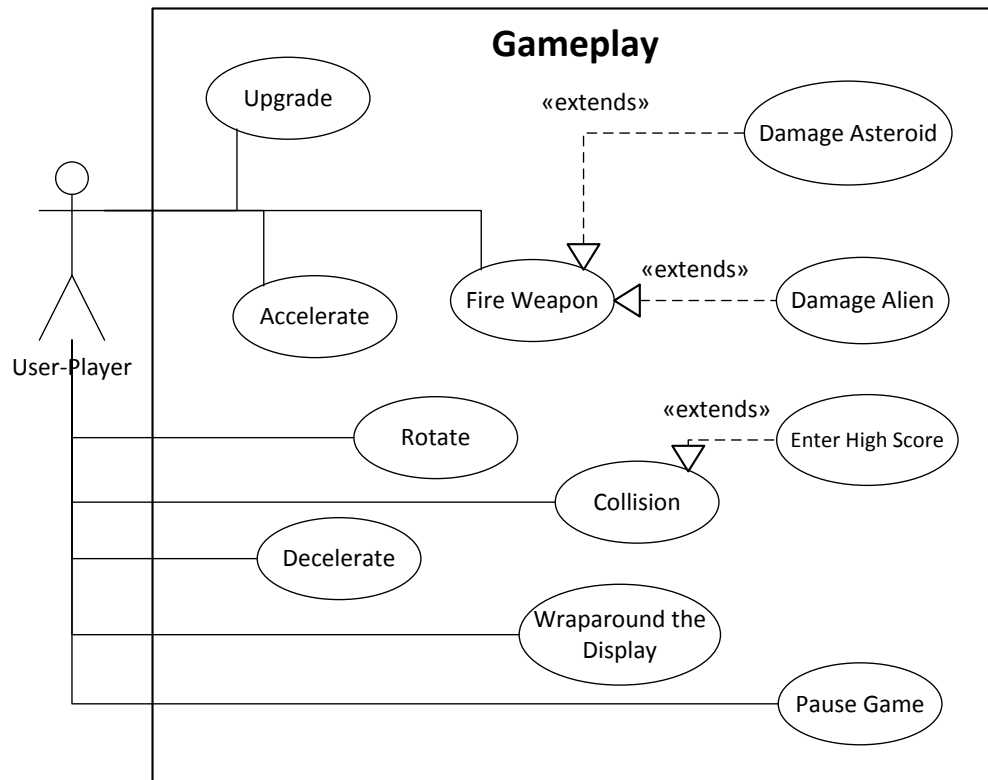 Gameplay
Upgrade
«extends»
Damage Asteroid
«extends»
Fire Weapon
Damage Alien
Accelerate
User-Player
«extends»
Rotate
Enter High Score
Collision
Decelerate
Wraparound the
Display
Pause Game